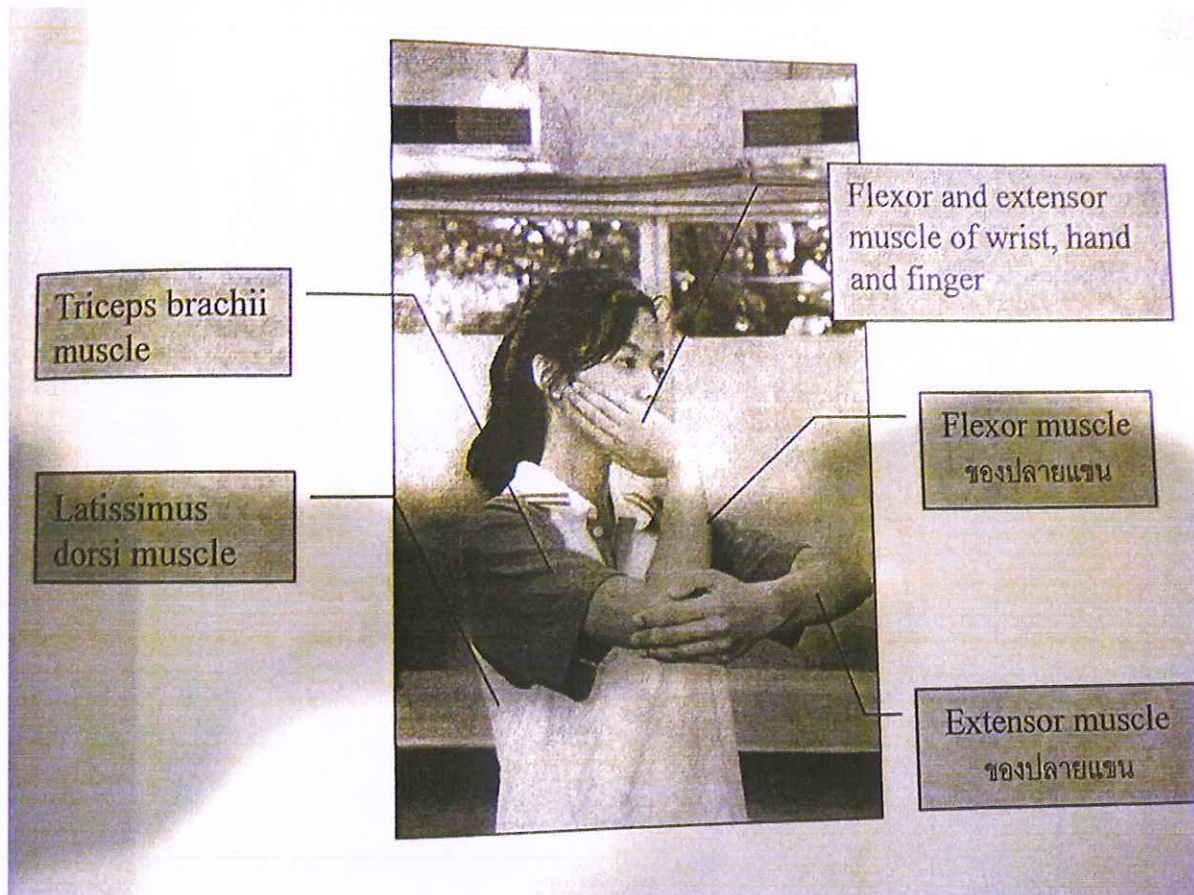 Triceps brachii
muscle
Latissimus
dorsi muscle
Flexor and extensor
muscle of wrist, hand
and finger
Flexor muscle
ของปลายแขน
Extensor muscle
ของปลายแขน